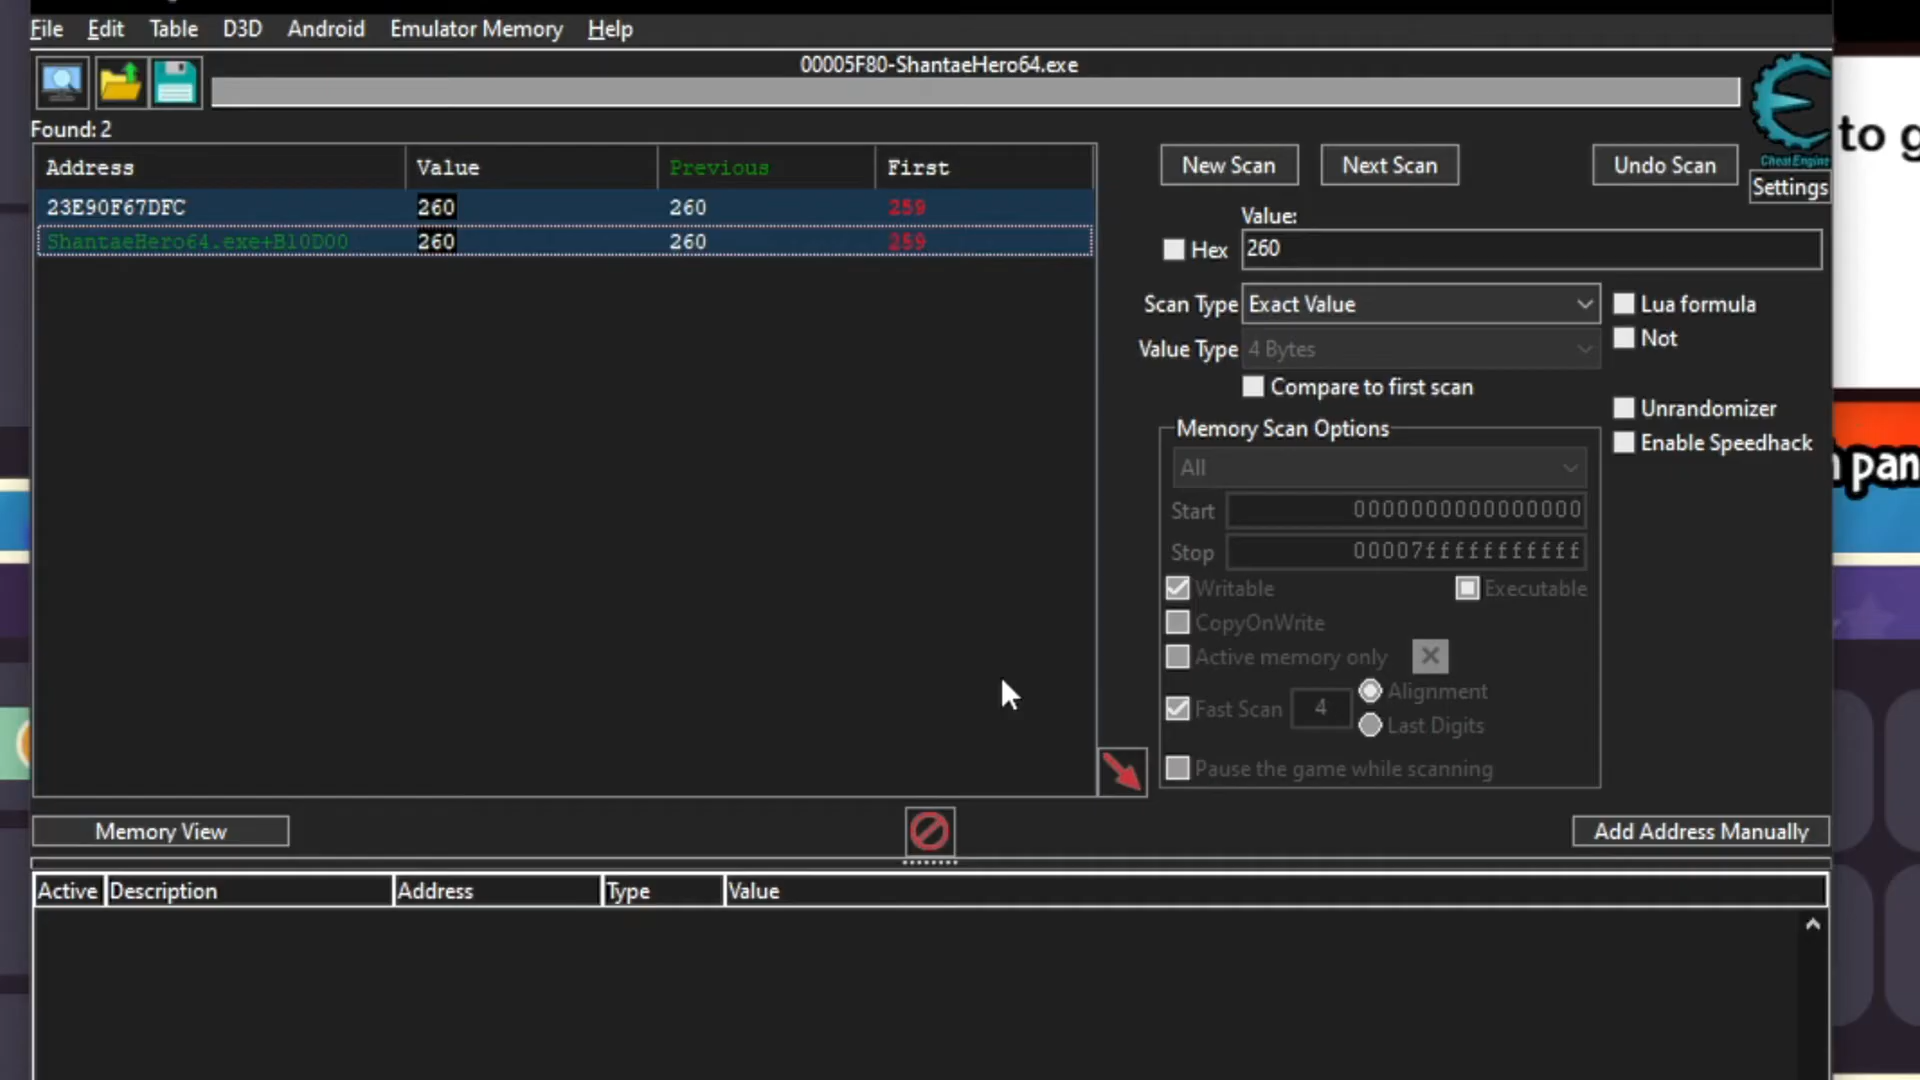 File Edit Table D3D Android Emulator Memory Help
00005F80-ShantaeHero64.exe
Found: 2
Address Value Previous First
23E90F67DFC 260 260 259
ShantaeHero64.exe+B10D00 260 260 259
New Scan Next Scan Undo Scan
Cheat Engine
Settings
Value:
Hex 260
Scan Type Exact Value
Lua formula
Value Type 4 Bytes
Not
Compare to first scan
Unrandomizer
Enable Speedhack
Memory Scan Options
All
Start 0000000000000000
Stop 00007fffffffffff
Writable Executable
CopyOnWrite
Active memory only
Fast Scan 4 Alignment
Last Digits
Pause the game while scanning
Memory View
Add Address Manually
Active Description Address Type Value
to g
pan